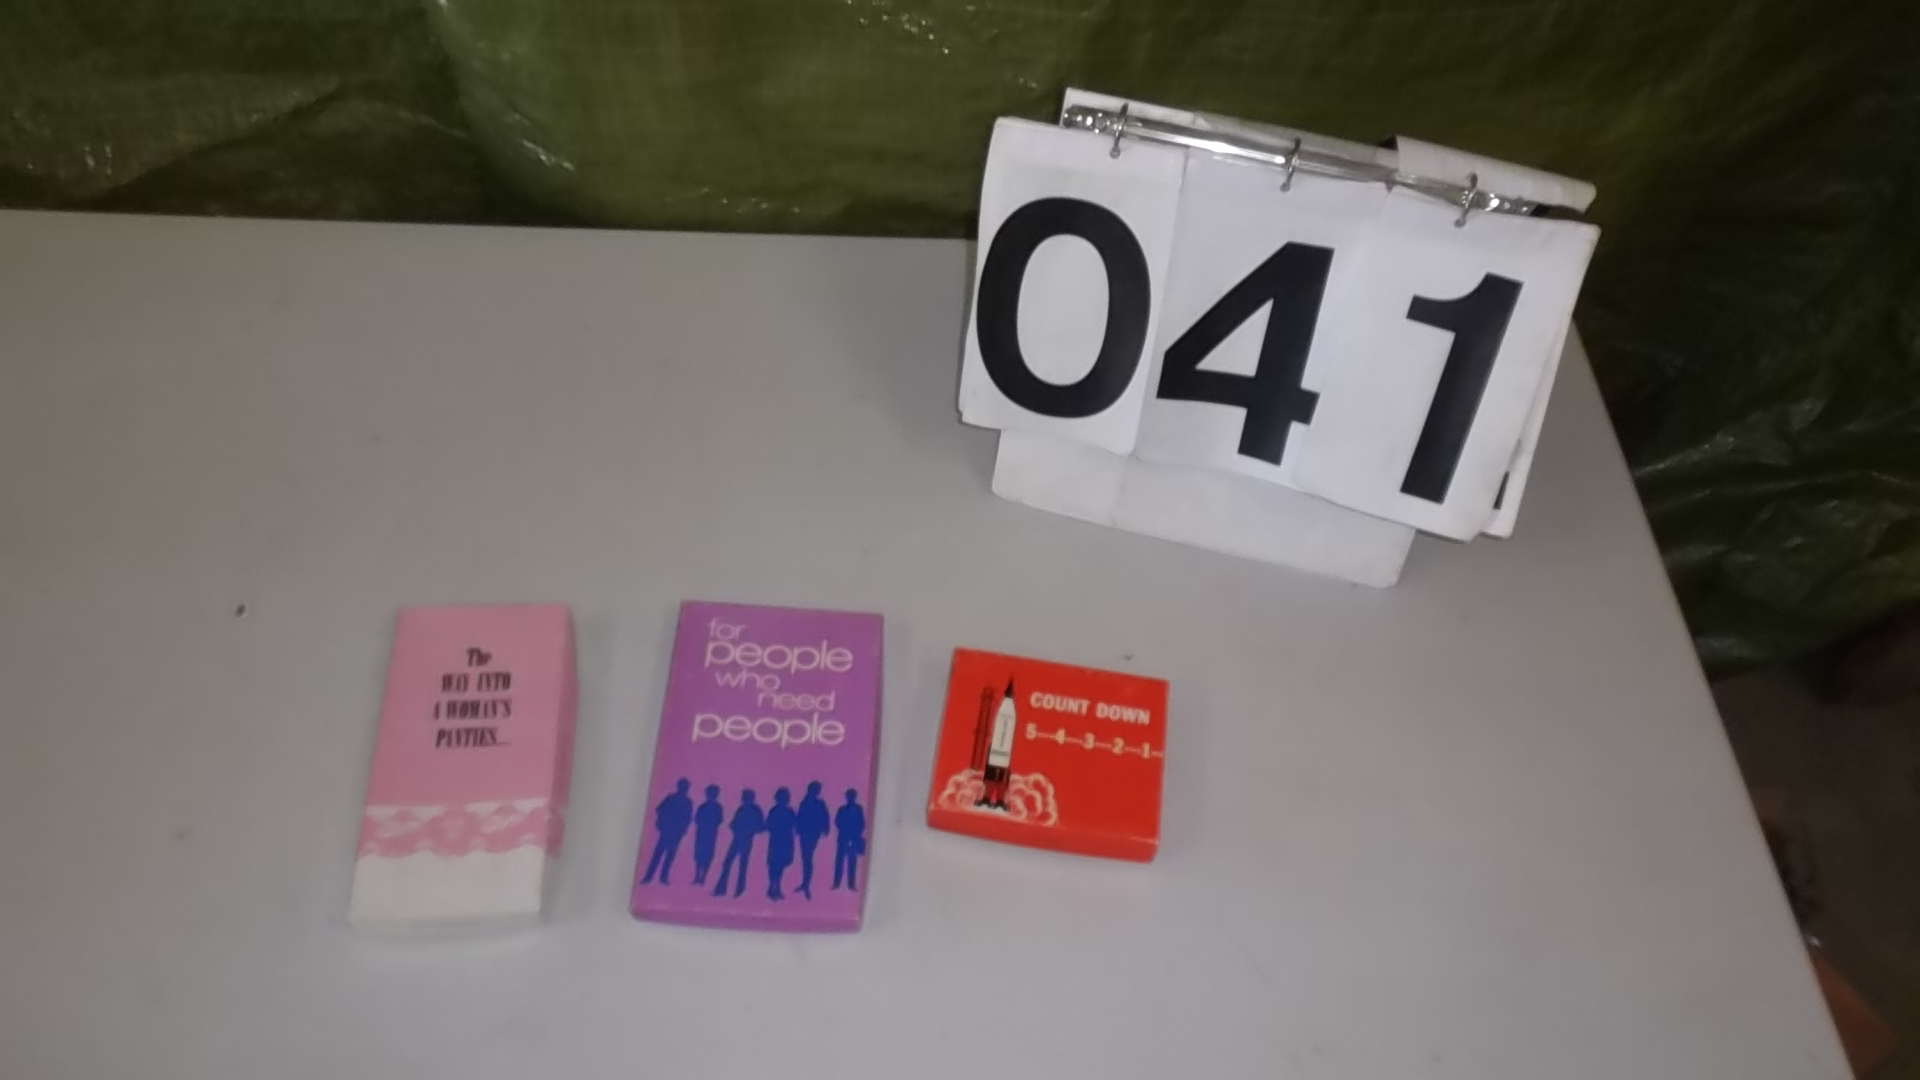 041
The
WAY INTO
A WOMAN'S
PANTIES...
for
people
who
need
people
COUNT DOWN
5---4---3---2---1--